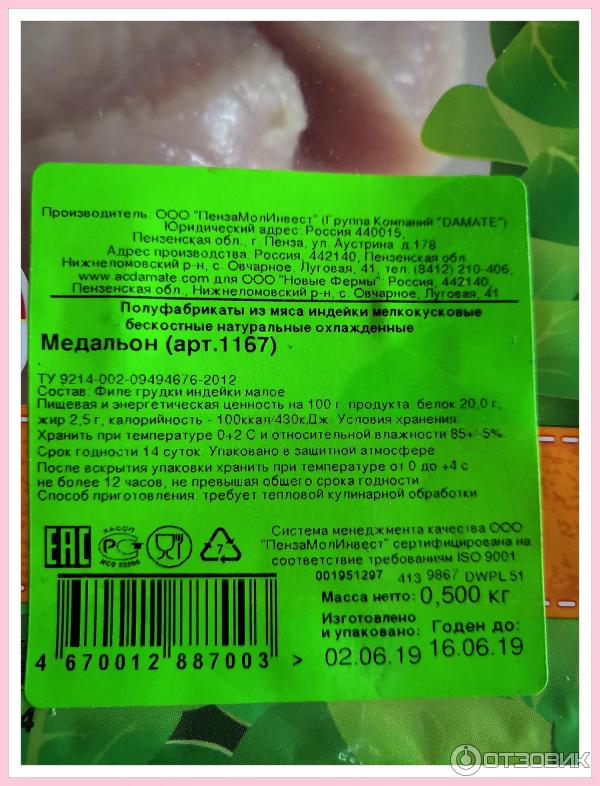 Производитель: ООО "ПензаМолИнвест" (Группа Компаний "DAMATE")
Юридический адрес: Россия 440015,
Пензенская обл., г. Пенза, ул. Аустрина д.178
Адрес производства: Россия, 442140, Пензенская обл.
Нижнеломовский р-н, с. Овчарное, Луговая, 41, тел. (8412) 210-406,
www.acdamate.com для ООО "Новые Фермы": Россия, 442140,
Пензенская обл., Нижнеломовский р-н, с. Овчарное, Луговая, 41
Полуфабрикаты из мяса индейки мелкокусковые
бескостные натуральные охлажденные
Медальон (арт.1167)
ТУ 9214-002-09494676-2012
Состав: Филе грудки индейки малое
Пищевая и энергетическая ценность на 100 г. продукта: белок 20,0 г,
жир 2,5 г, калорийность - 100ккал/430кДж. Условия хранения:
Хранить при температуре 0+2 С и относительной влажности 85+/-5%.
Срок годности: 14 суток. Упаковано в защитной атмосфере
После вскрытия упаковки хранить при температуре от 0 до +4 с
не более 12 часов, не превышая общего срока годности
Способ приготовления: требует тепловой кулинарной обработки
ЕАС
ХАССП
РС
ИСО 22000
7
Система менеджмента качества ООО
"ПензаМолИнвест" сертифицирована на
соответствие требованиям ISO 9001
001951297 413 9867 DWPL 51
Масса нетто: 0,500 кг
Изготовлено
и упаковано: 02.06.19
Годен до:
16.06.19
4 670012 887003 >
4
ОТЗОВИК